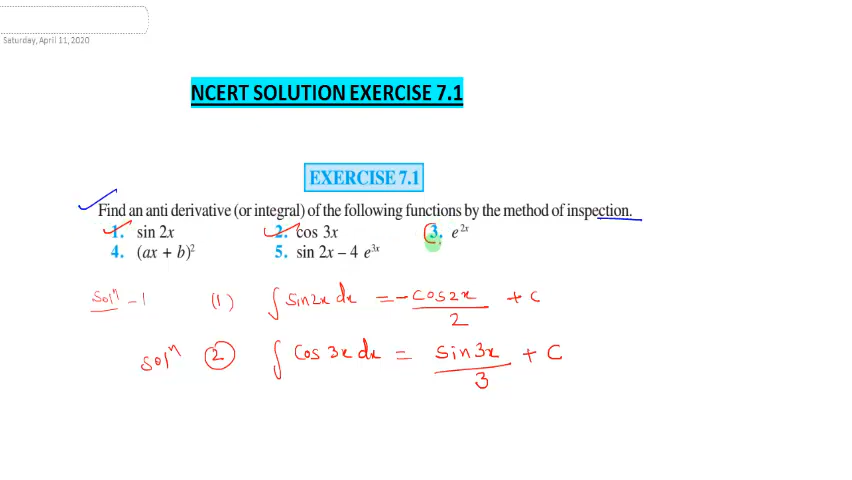 Saturday, April 11, 2020
NCERT SOLUTION EXERCISE 7.1
EXERCISE 7.1
Find an anti derivative (or integral) of the following functions by the method of inspection.
1. sin 2x 2. cos 3x 3. e²ˣ
4. (ax + b)² 5. sin 2x – 4 e³ˣ
Solⁿ - 1 (1) ∫ sin2x dx = - cos2x / 2 + c
Solⁿ ② ∫ cos 3x dx = sin3x / 3 + C